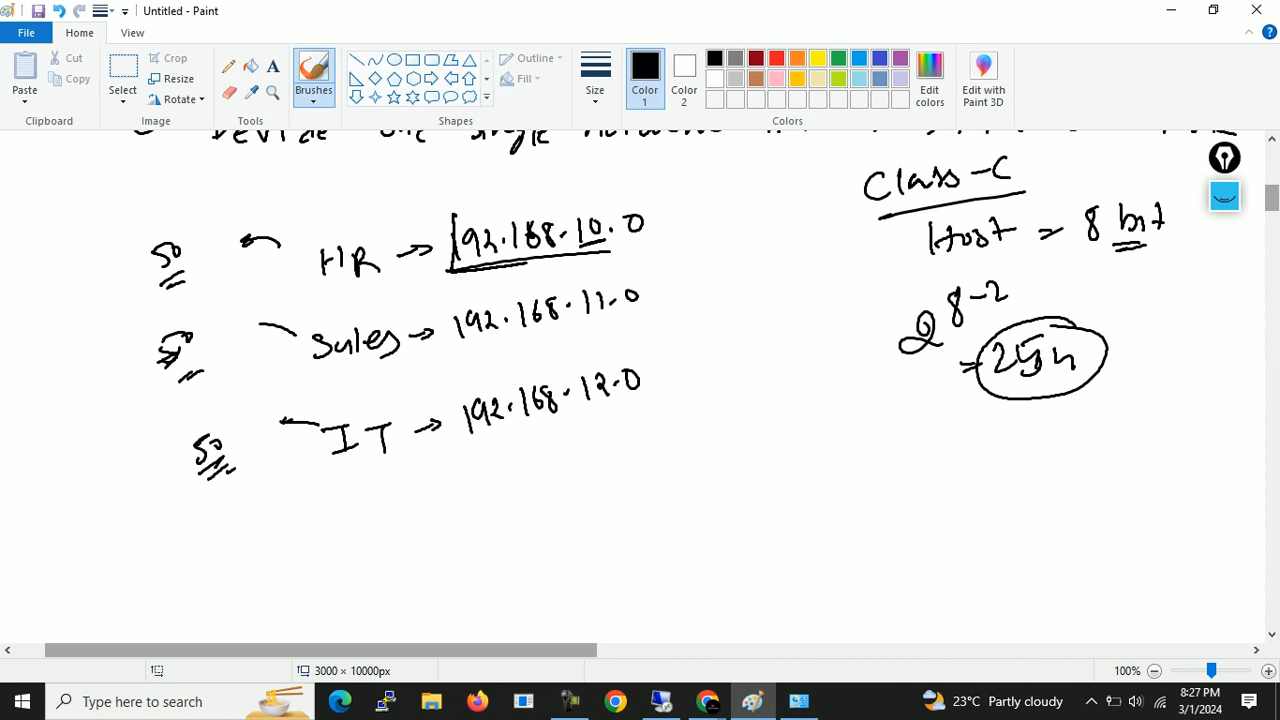 Untitled - Paint
File Home View
Paste
Cut
Copy
Clipboard
Select
Crop
Resize
Rotate
Image
Tools
Brushes
Shapes
Outline
Fill
Size
Color 1
Color 2
Colors
Edit colors
Edit with Paint 3D
one single
Class-C
Host = 8 bit
50 HR → 192.168.10.0
2 8-2
= 254
50 Sales → 192.168.11.0
50 IT → 192.168.12.0
3000 × 10000px
100%
Type here to search
23°C Partly cloudy
8:27 PM
3/1/2024